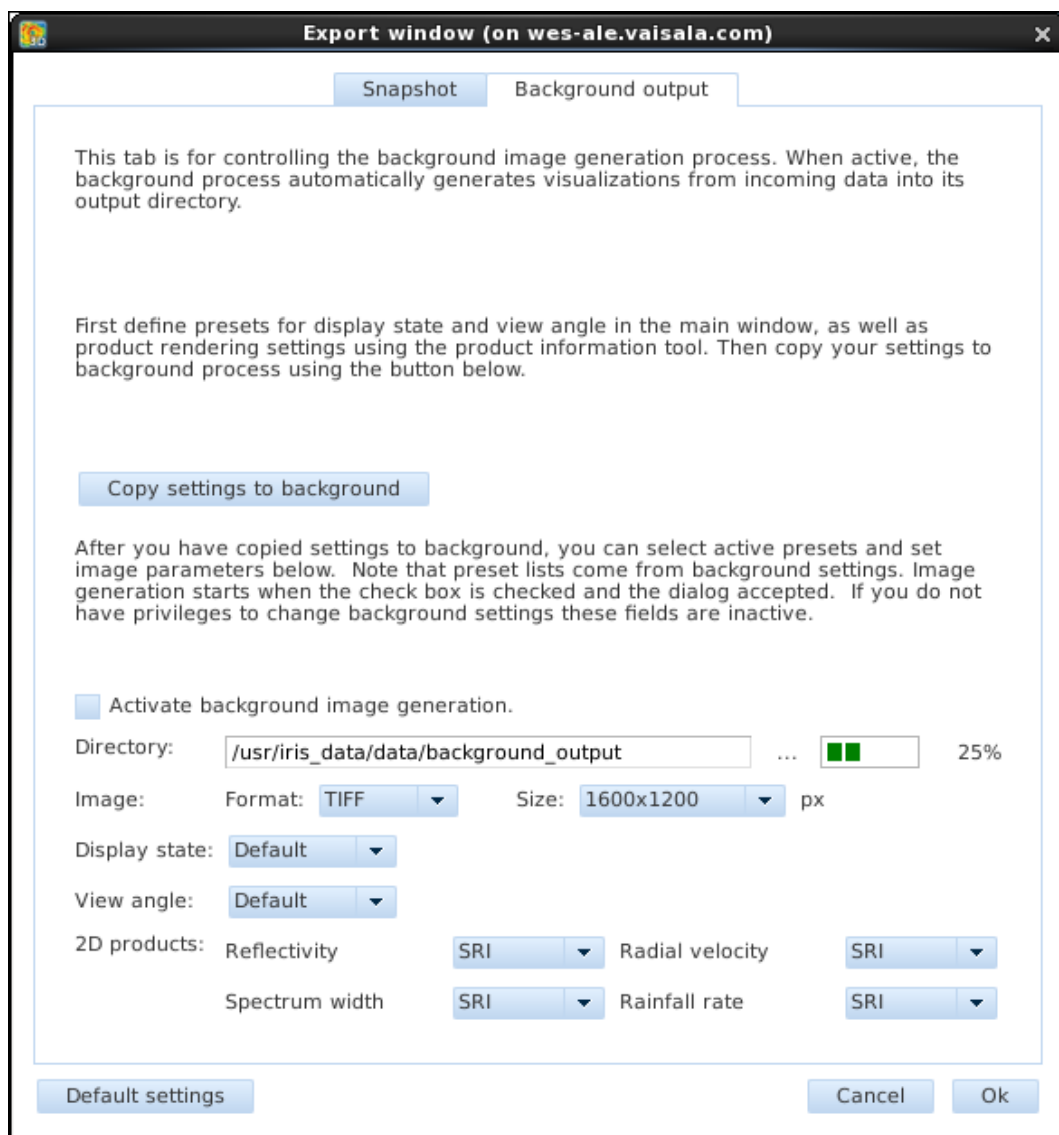 Export window (on wes-ale.vaisala.com)
Snapshot
Background output
This tab is for controlling the background image generation process. When active, the
background process automatically generates visualizations from incoming data into its
output directory.
First define presets for display state and view angle in the main window, as well as
product rendering settings using the product information tool. Then copy your settings to
background process using the button below.
Copy settings to background
After you have copied settings to background, you can select active presets and set
image parameters below.  Note that preset lists come from background settings. Image
generation starts when the check box is checked and the dialog accepted.  If you do not
have privileges to change background settings these fields are inactive.
Activate background image generation.
Directory: /usr/iris_data/data/background_output ... 25%
Image: Format: TIFF Size: 1600x1200 px
Display state: Default
View angle: Default
2D products: Reflectivity SRI Radial velocity SRI
Spectrum width SRI Rainfall rate SRI
Default settings Cancel Ok